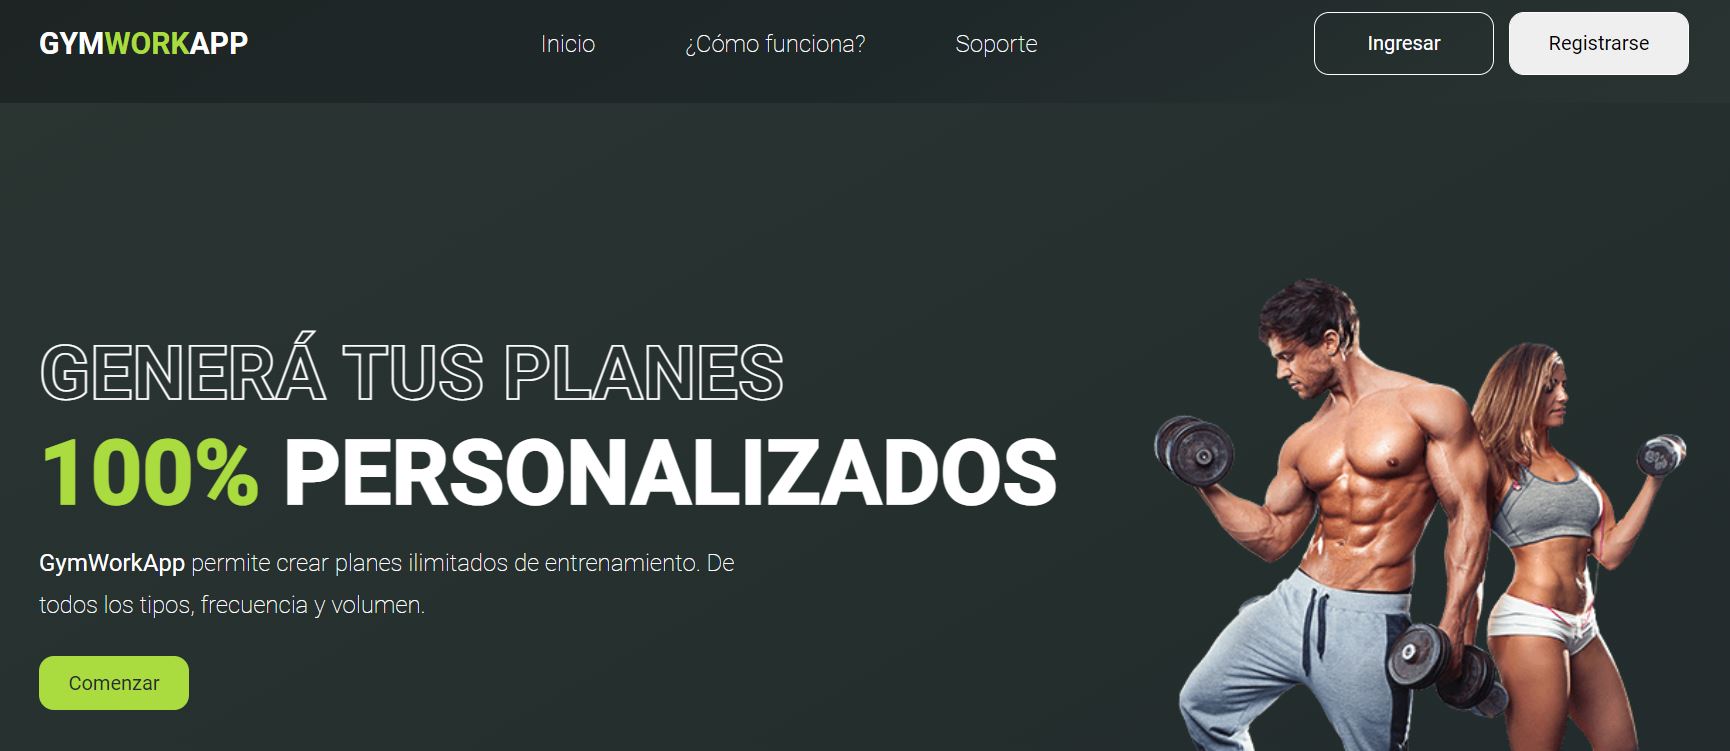 GYMWORKAPP
Inicio
¿Cómo funciona?
Soporte
Ingresar
Registrarse
GENERÁ TUS PLANES
100% PERSONALIZADOS
GymWorkApp permite crear planes ilimitados de entrenamiento. De
todos los tipos, frecuencia y volumen.
Comenzar